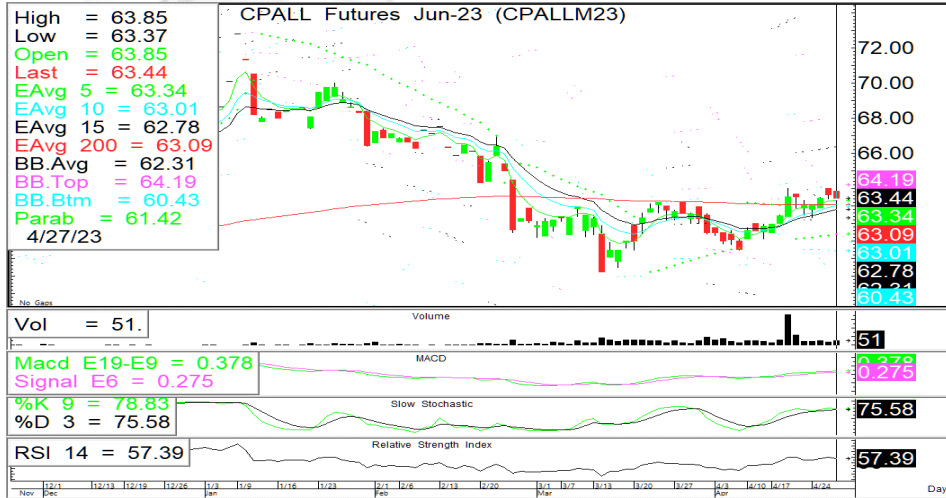 CPALL Futures Jun-23 (CPALLM23)
High = 63.85
Low = 63.37
Open = 63.85
Last = 63.44
EAvg 5 = 63.34
EAvg 10 = 63.01
EAvg 15 = 62.78
EAvg 200 = 63.09
BB.Avg = 62.31
BB.Top = 64.19
BB.Btm = 60.43
Parab = 61.42
4/27/23
72.00
70.00
68.00
66.00
64.19
63.44
63.34
63.09
63.01
62.78
62.31
60.43
No Gaps
Vol = 51.
Volume
51
Macd E19-E9 = 0.378
Signal E6 = 0.275
MACD
0.378
0.275
%K 9 = 78.83
%D 3 = 75.58
Slow Stochastic
75.58
RSI 14 = 57.39
Relative Strength Index
57.39
12/1 12/13 12/19 12/26 1/3 1/9 1/16 1/23 2/1 2/6 2/13 2/20 3/1 3/7 3/13 3/20 3/27 4/3 4/10 4/17 4/24
Nov Dec Jan Feb Mar Apr Day